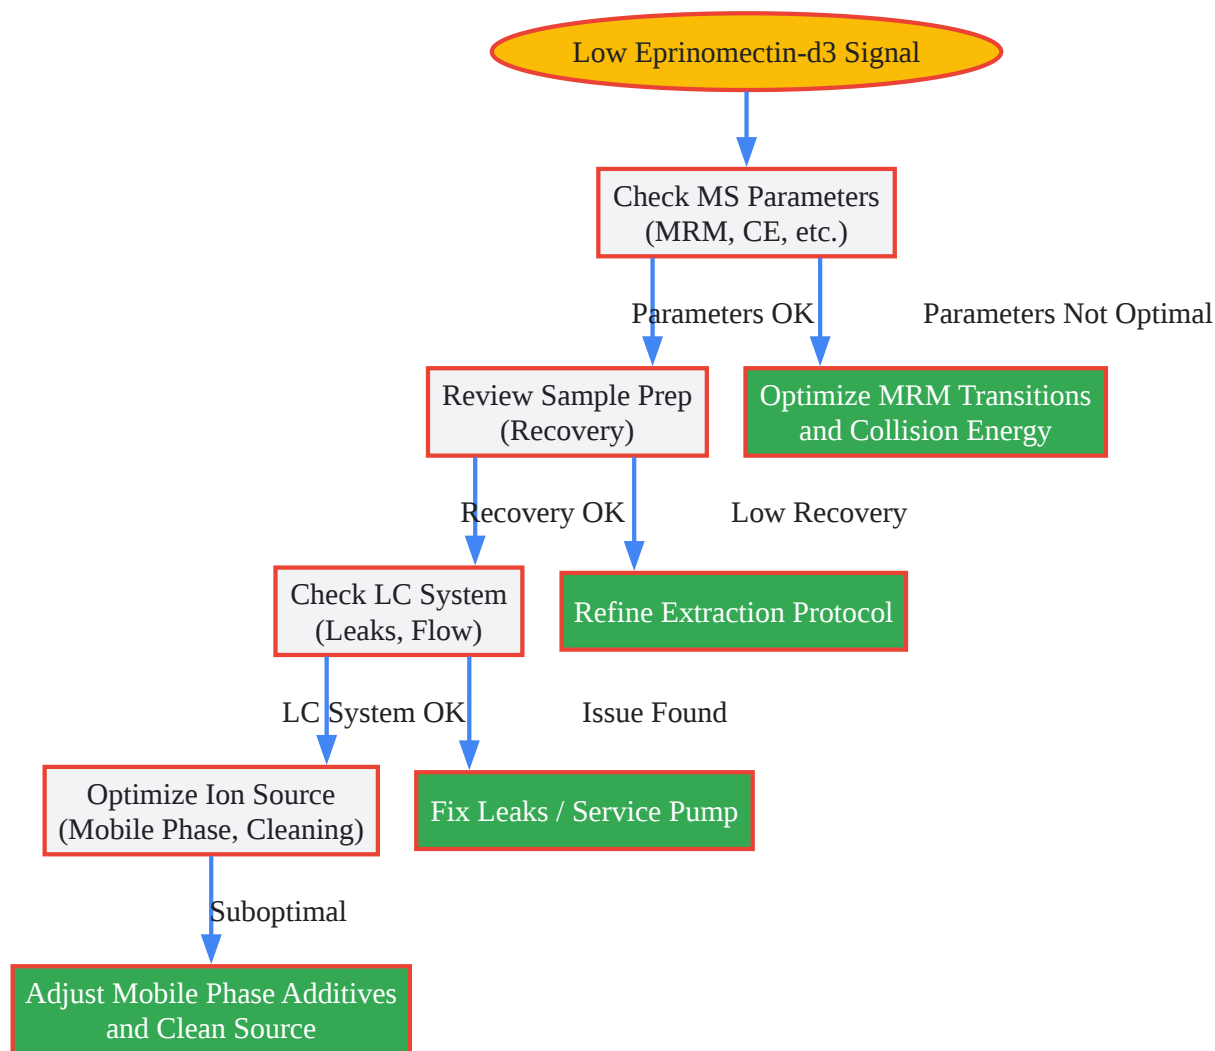 Low Eprinomectin-d3 Signal
Check MS Parameters
(MRM, CE, etc.)
Parameters OK
Parameters Not Optimal
Review Sample Prep
(Recovery)
Optimize MRM Transitions
and Collision Energy
Recovery OK
Low Recovery
Check LC System
(Leaks, Flow)
Refine Extraction Protocol
LC System OK
Issue Found
Optimize Ion Source
(Mobile Phase, Cleaning)
Fix Leaks / Service Pump
Suboptimal
Adjust Mobile Phase Additives
and Clean Source